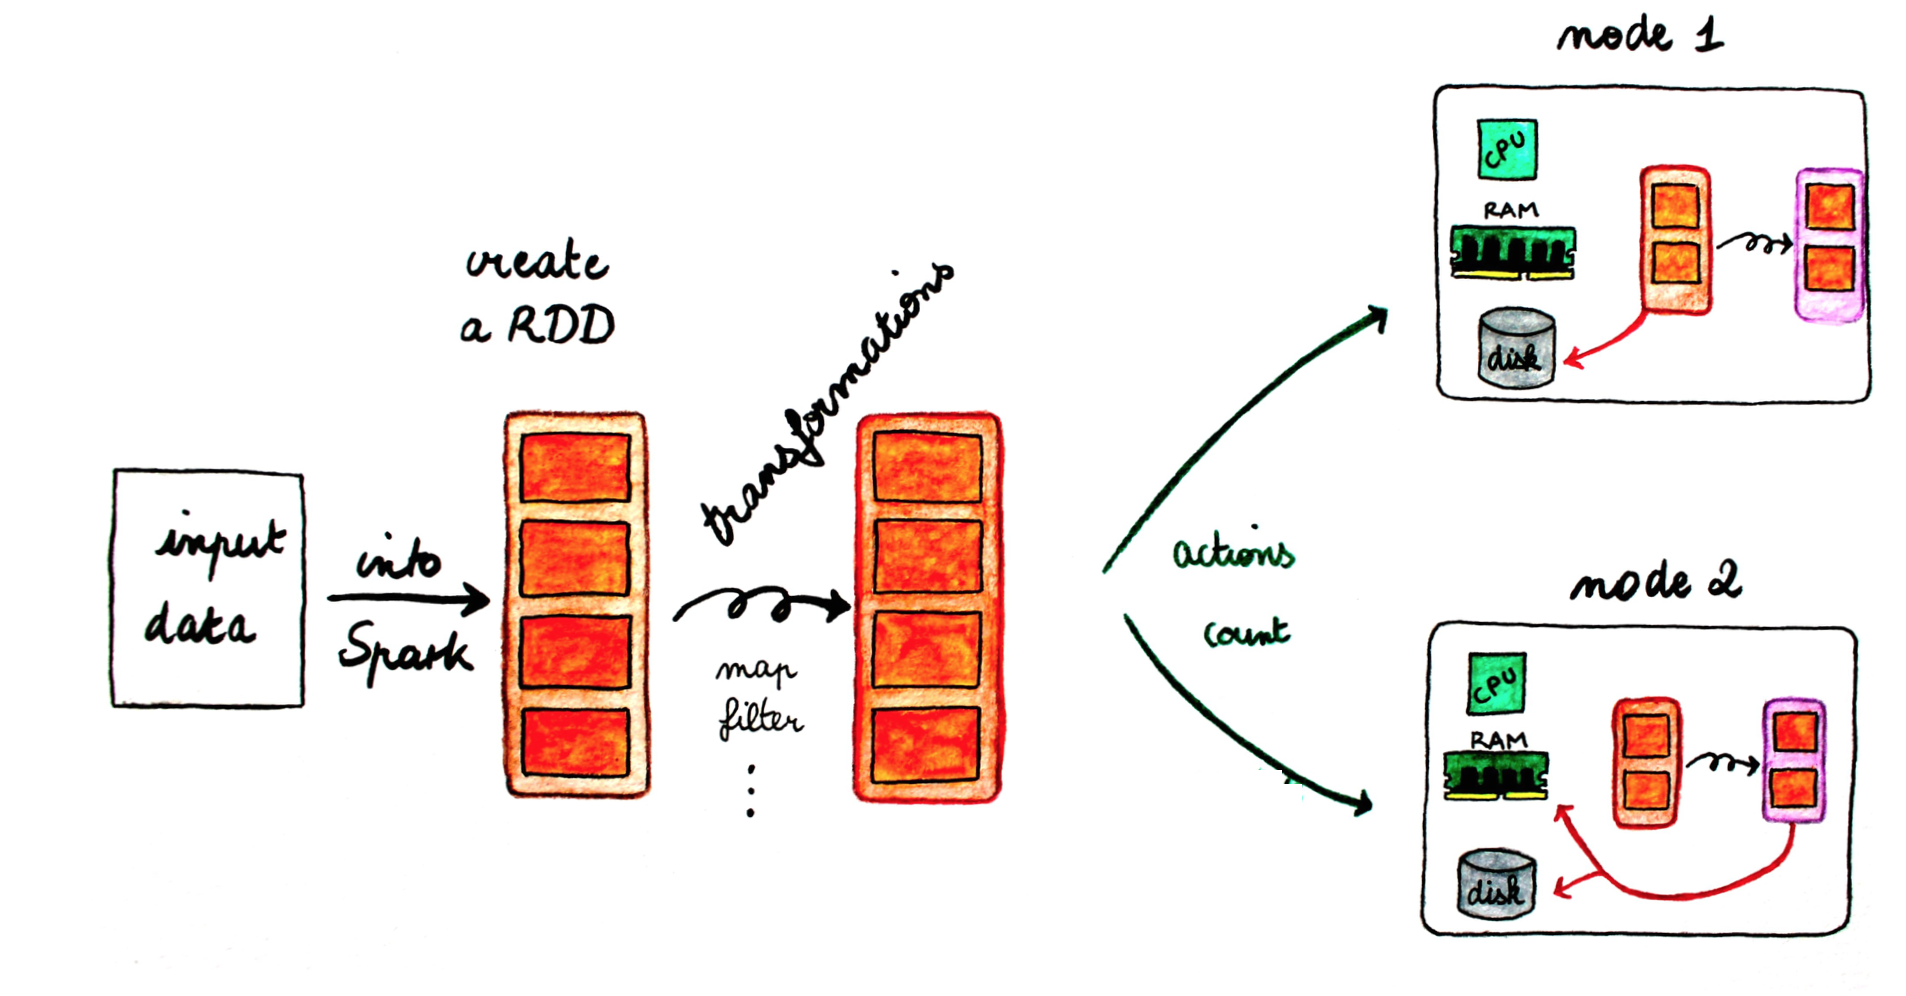 input
data
into
Spark
create
a RDD
transformations
map
filter
actions
count
node 1
CPU
RAM
disk
node 2
CPU
RAM
disk